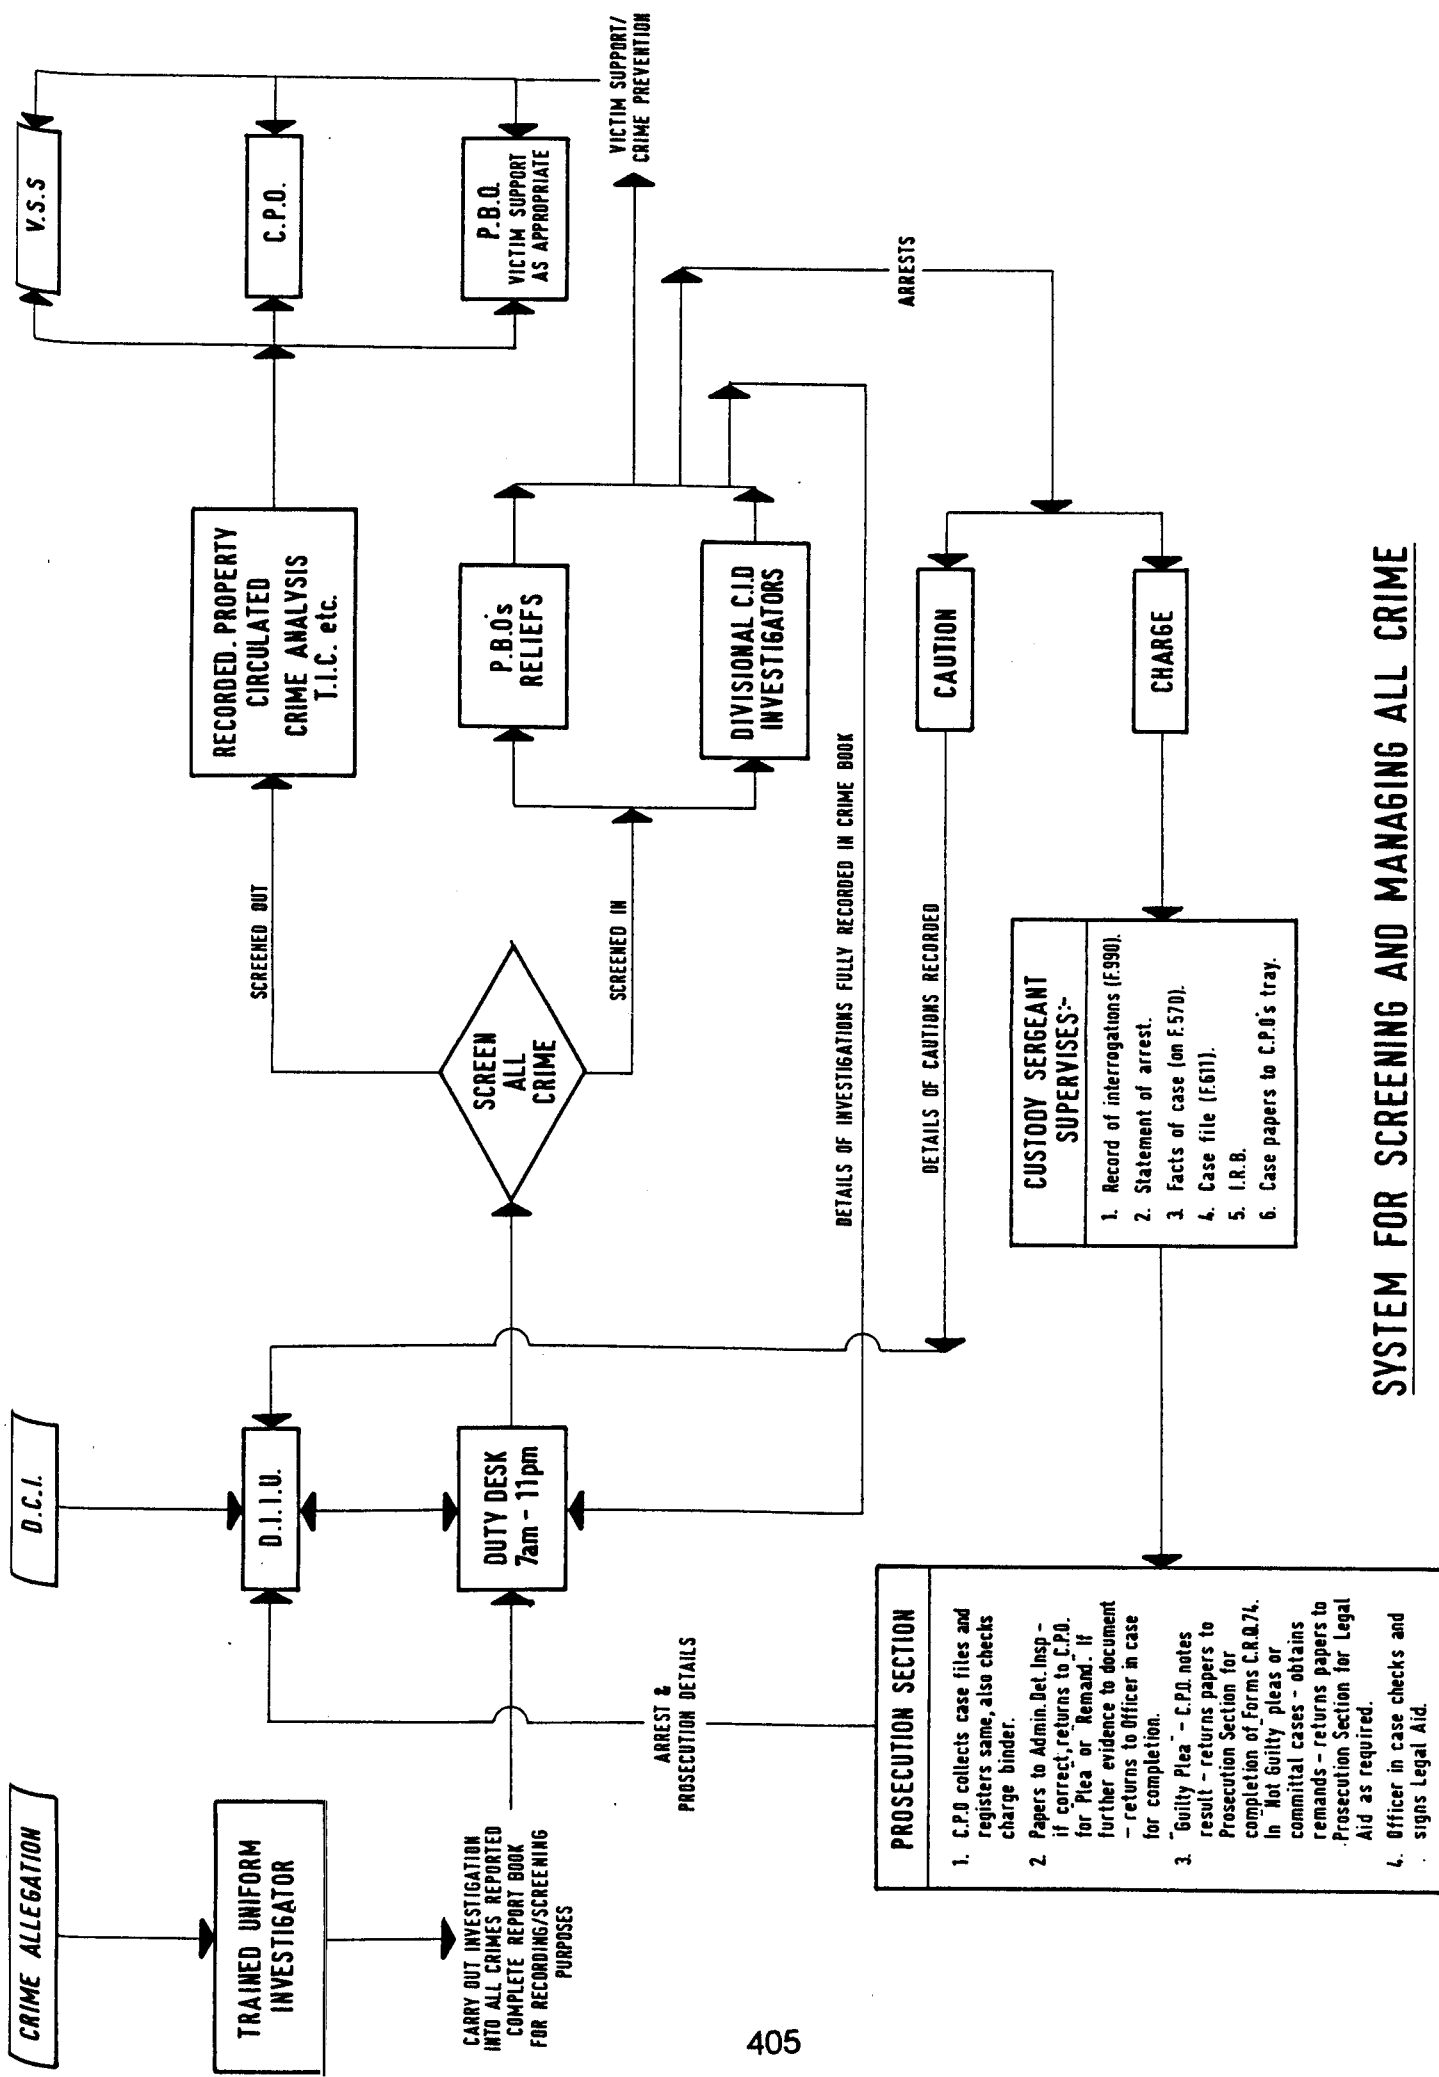 CRIME ALLEGATION
TRAINED UNIFORM
INVESTIGATOR
CARRY OUT INVESTIGATION
INTO ALL CRIMES REPORTED
COMPLETE REPORT BOOK
FOR RECORDING/SCREENING
PURPOSES
D.C.I.
D.I.I.U.
DUTY DESK
7am - 11pm
ARREST &
PROSECUTION DETAILS
SCREEN
ALL
CRIME
SCREENED OUT
SCREENED IN
RECORDED. PROPERTY
CIRCULATED
CRIME ANALYSIS
T.I.C. etc.
P.B.O's
RELIEFS
DIVISIONAL C.I.D
INVESTIGATORS
V.S.S
C.P.O.
P.B.O.
VICTIM SUPPORT
AS APPROPRIATE
VICTIM SUPPORT/
CRIME PREVENTION
ARRESTS
DETAILS OF INVESTIGATIONS FULLY RECORDED IN CRIME BOOK
DETAILS OF CAUTIONS RECORDED
CAUTION
CHARGE
CUSTODY SERGEANT
SUPERVISES:-
1. Record of interrogations (F.990).
2. Statement of arrest.
3 Facts of case (on F.570).
4. Case file (F.611).
5. I.R.B.
6. Case papers to C.P.O's tray.
PROSECUTION SECTION
1. C.P.O collects case files and
registers same, also checks
charge binder.
2. Papers to Admin. Det. Insp -
if correct, returns to C.P.O.
for "Plea" or "Remand". If
further evidence to document
- returns to Officer in case
for completion.
3. "Guilty Plea" - C.P.O. notes
result - returns papers to
Prosecution Section for
completion of Forms C.R.O.74.
In "Not Guilty" pleas or
committal cases - obtains
remands - returns papers to
Prosecution Section for Legal
Aid as required.
4. Officer in case checks and
signs Legal Aid.
SYSTEM FOR SCREENING AND MANAGING ALL CRIME
405